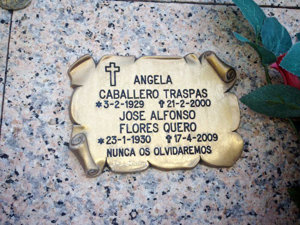 ANGELA
CABALLERO TRASPAS
*3-2-1929 ✝21-2-2000
JOSE ALFONSO
FLORES QUERO
*23-1-1930 ✝17-4-2009
NUNCA OS OLVIDAREMOS